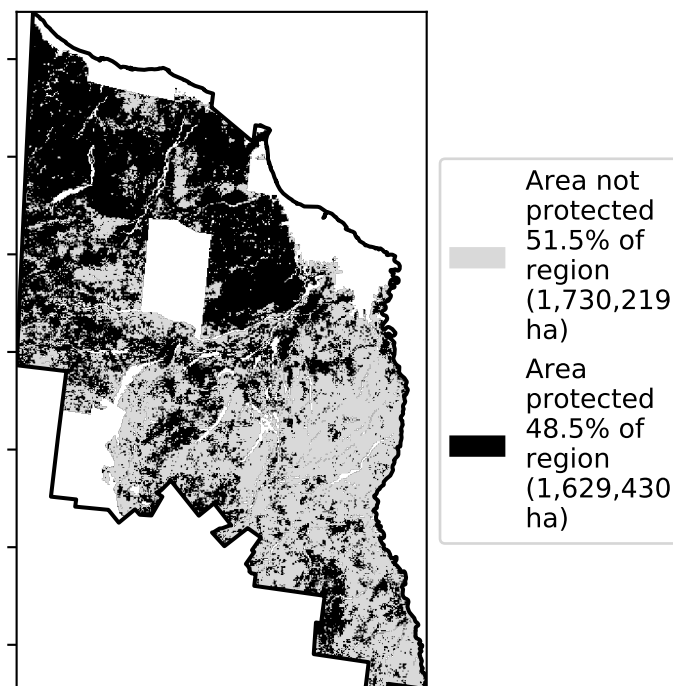 Area not
protected
51.5% of
region
(1,730,219
ha)
Area
protected
48.5% of
region
(1,629,430
ha)